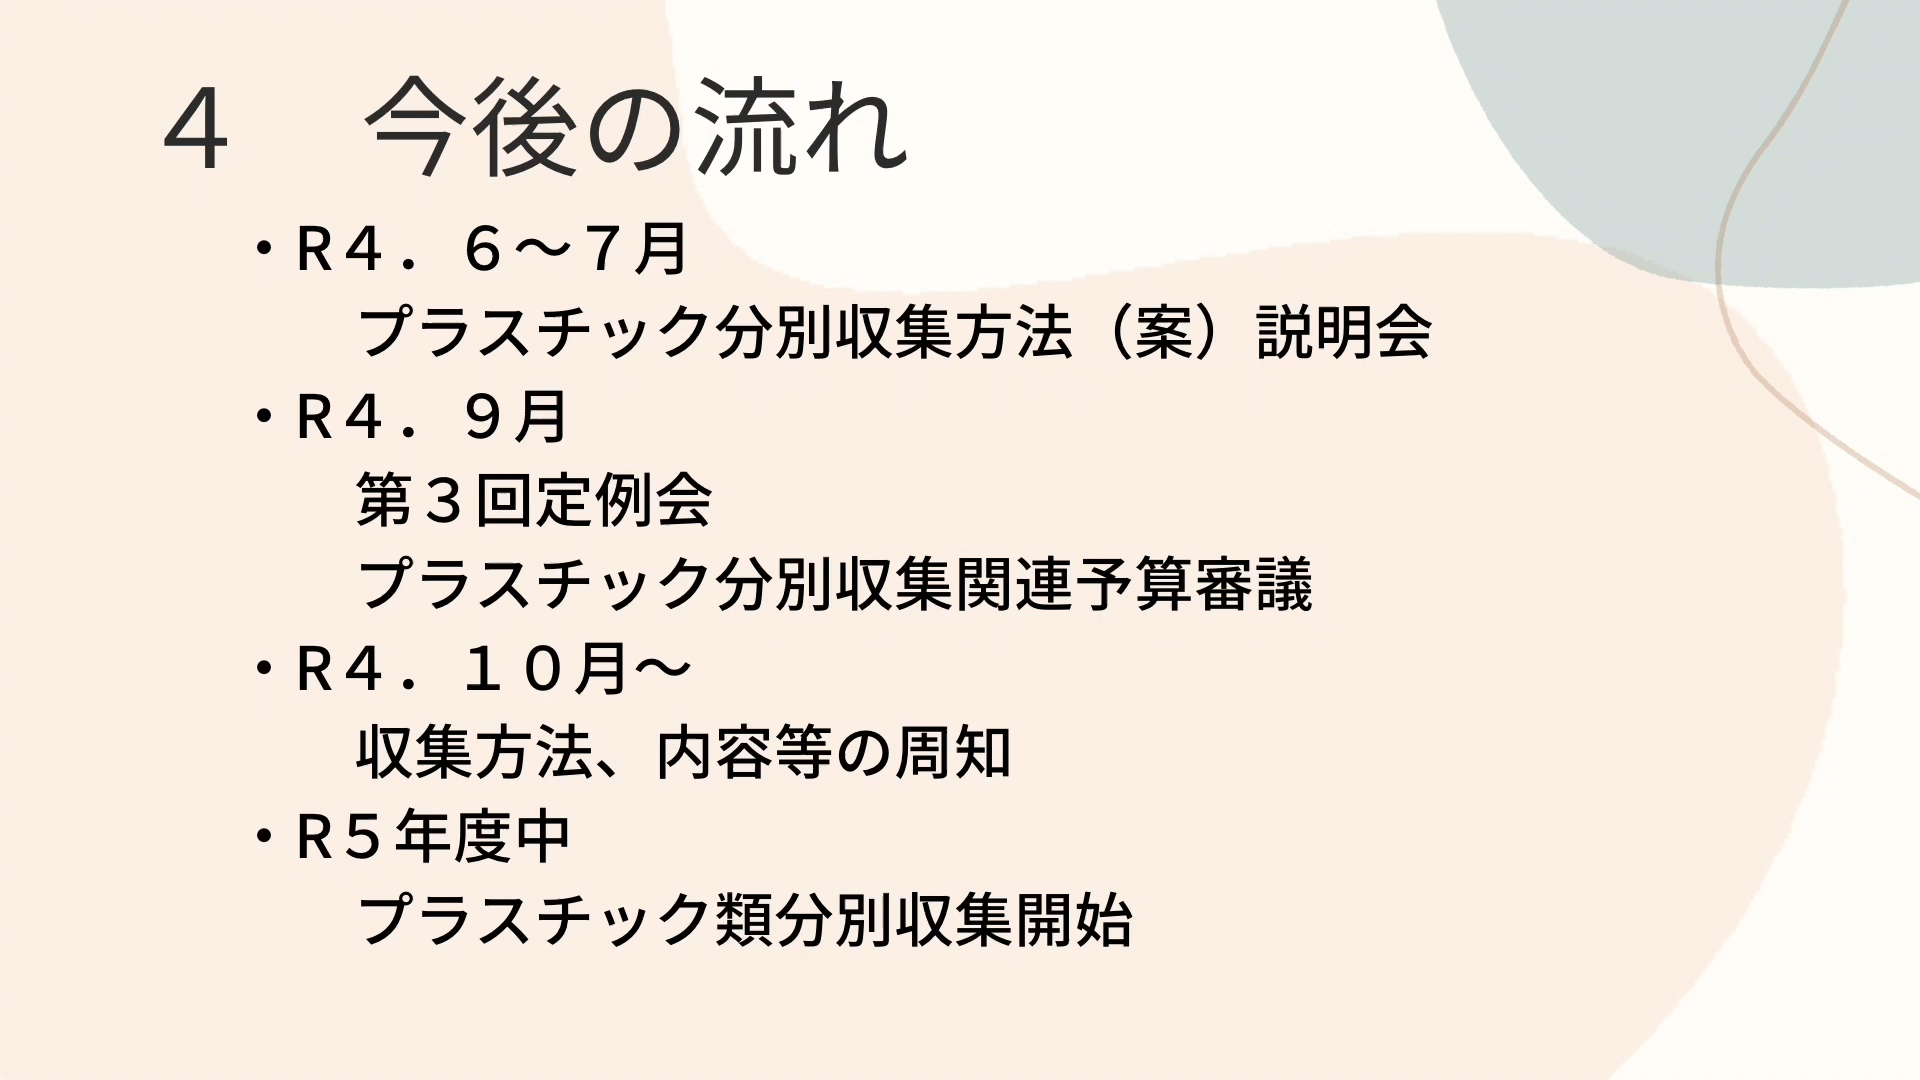 ４　今後の流れ
・R４．６～７月
プラスチック分別収集方法（案）説明会
・R４．９月
第３回定例会
プラスチック分別収集関連予算審議
・R４．１０月～
収集方法、内容等の周知
・R５年度中
プラスチック類分別収集開始